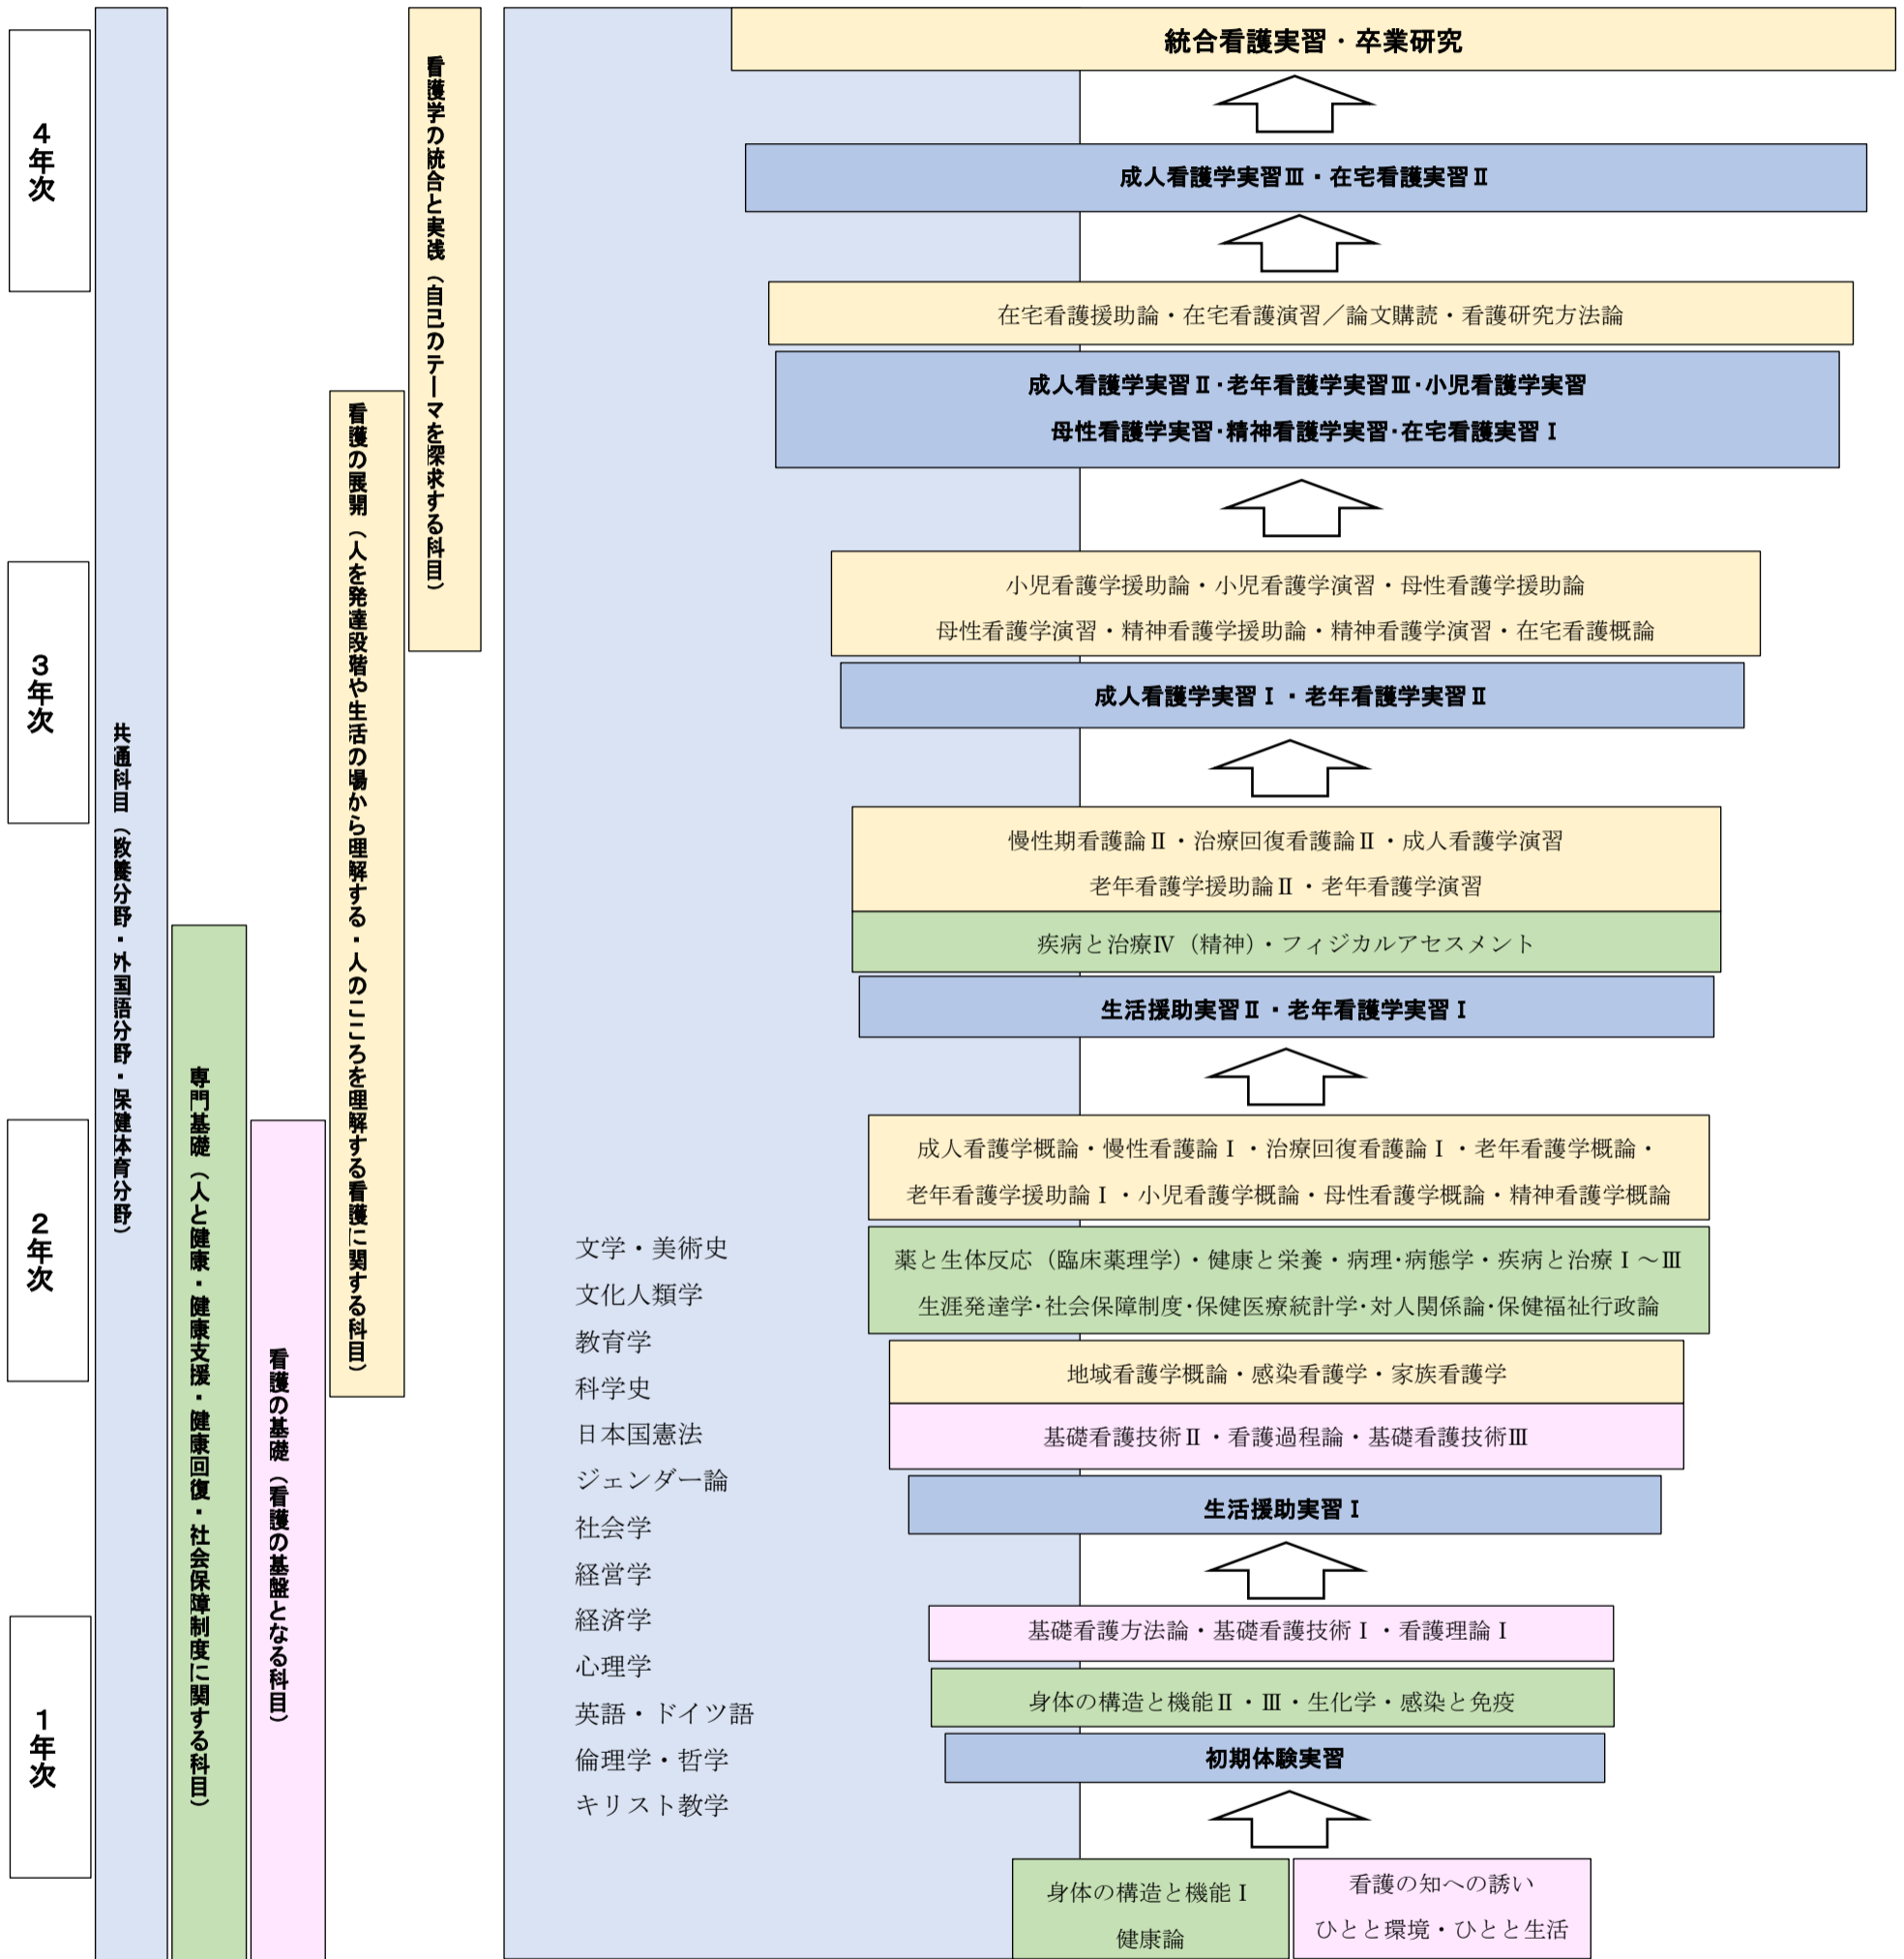 4年次
3年次
2年次
1年次
共通科目（教養分野・外国語分野・保健体育分野）
専門基礎（人と健康・健康支援・健康回復・社会保障制度に関する科目）
看護の基礎（看護の基盤となる科目）
看護の展開（人を発達段階や生活の場から理解する・人のこころを理解する看護に関する科目）
看護学の統合と実践（自己のテーマを探求する科目）
統合看護実習・卒業研究
成人看護学実習Ⅲ・在宅看護実習Ⅱ
在宅看護援助論・在宅看護演習／論文購読・看護研究方法論
成人看護学実習Ⅱ･老年看護学実習Ⅲ･小児看護学実習
母性看護学実習･精神看護学実習･在宅看護実習Ⅰ
小児看護学援助論・小児看護学演習・母性看護学援助論
母性看護学演習・精神看護学援助論・精神看護学演習・在宅看護概論
成人看護学実習Ⅰ・老年看護学実習Ⅱ
慢性期看護論Ⅱ・治療回復看護論Ⅱ・成人看護学演習
老年看護学援助論Ⅱ・老年看護学演習
疾病と治療Ⅳ（精神）・フィジカルアセスメント
生活援助実習Ⅱ・老年看護学実習Ⅰ
成人看護学概論・慢性看護論Ⅰ・治療回復看護論Ⅰ・老年看護学概論・
老年看護学援助論Ⅰ・小児看護学概論・母性看護学概論・精神看護学概論
薬と生体反応（臨床薬理学）・健康と栄養・病理･病態学・疾病と治療Ⅰ～Ⅲ
生涯発達学･社会保障制度･保健医療統計学･対人関係論･保健福祉行政論
地域看護学概論・感染看護学・家族看護学
基礎看護技術Ⅱ・看護過程論・基礎看護技術Ⅲ
生活援助実習Ⅰ
基礎看護方法論・基礎看護技術Ⅰ・看護理論Ⅰ
身体の構造と機能Ⅱ・Ⅲ・生化学・感染と免疫
初期体験実習
身体の構造と機能Ⅰ
健康論
看護の知への誘い
ひとと環境・ひとと生活
文学・美術史
文化人類学
教育学
科学史
日本国憲法
ジェンダー論
社会学
経営学
経済学
心理学
英語・ドイツ語
倫理学・哲学
キリスト教学